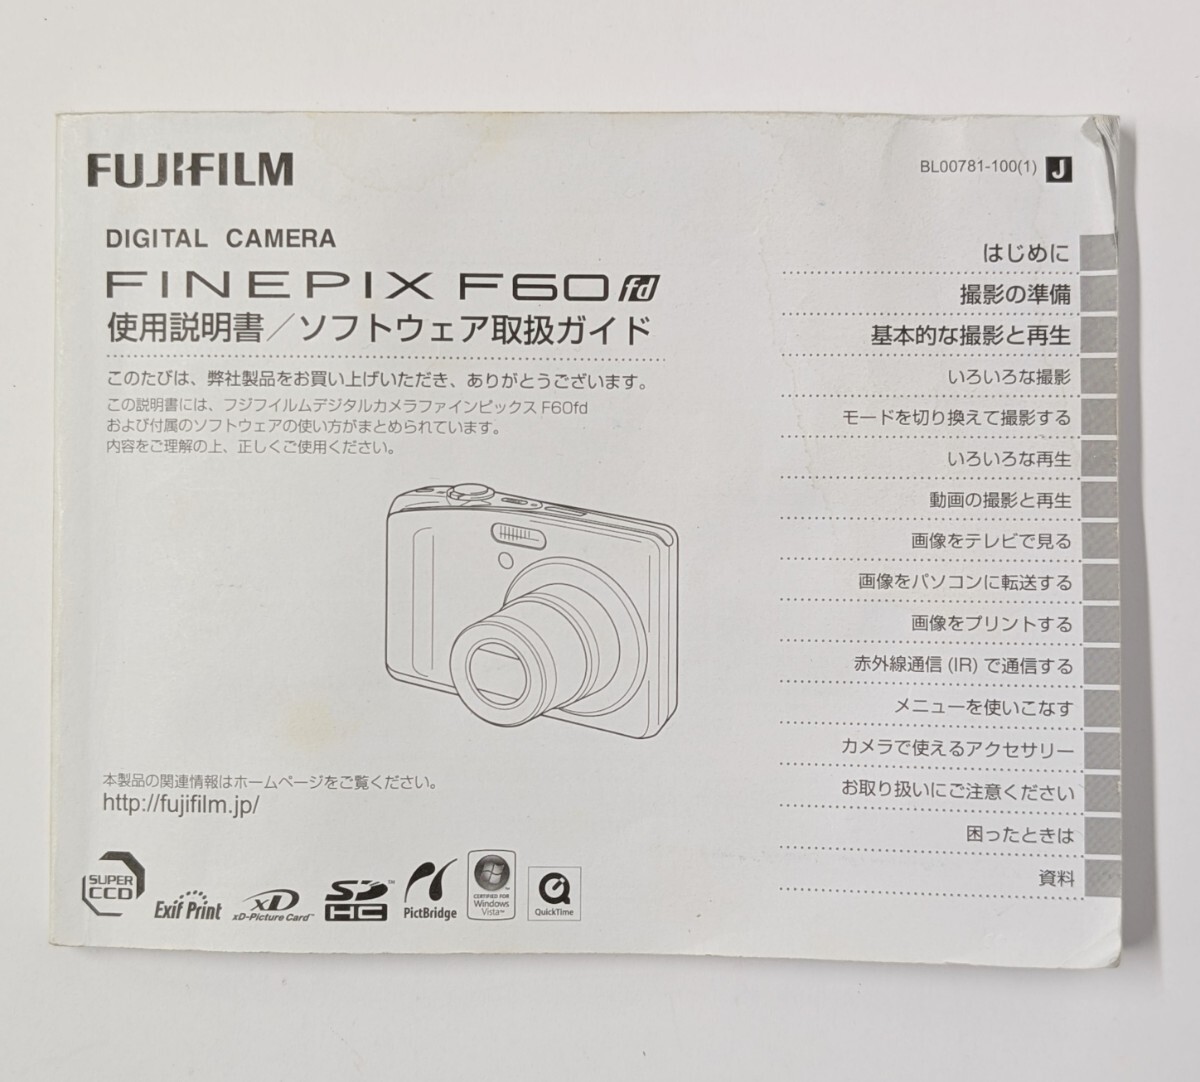 FUJIFILM
BL00781-100(1) J
DIGITAL CAMERA
FINEPIX F60 fd
使用説明書／ソフトウェア取扱ガイド
このたびは、弊社製品をお買い上げいただき、ありがとうございます。
この説明書には、フジフイルムデジタルカメラファインピックス F60fd
および付属のソフトウェアの使い方がまとめられています。
内容をご理解の上、正しくご使用ください。
本製品の関連情報はホームページをご覧ください。
http://fujifilm.jp/
SUPER
CCD
Exif Print
xD
xD-Picture Card™
SD™
HC
PictBridge
CERTIFIED FOR
Windows
Vista™
QuickTime
はじめに
撮影の準備
基本的な撮影と再生
いろいろな撮影
モードを切り換えて撮影する
いろいろな再生
動画の撮影と再生
画像をテレビで見る
画像をパソコンに転送する
画像をプリントする
赤外線通信 (IR) で通信する
メニューを使いこなす
カメラで使えるアクセサリー
お取り扱いにご注意ください
困ったときは
資料